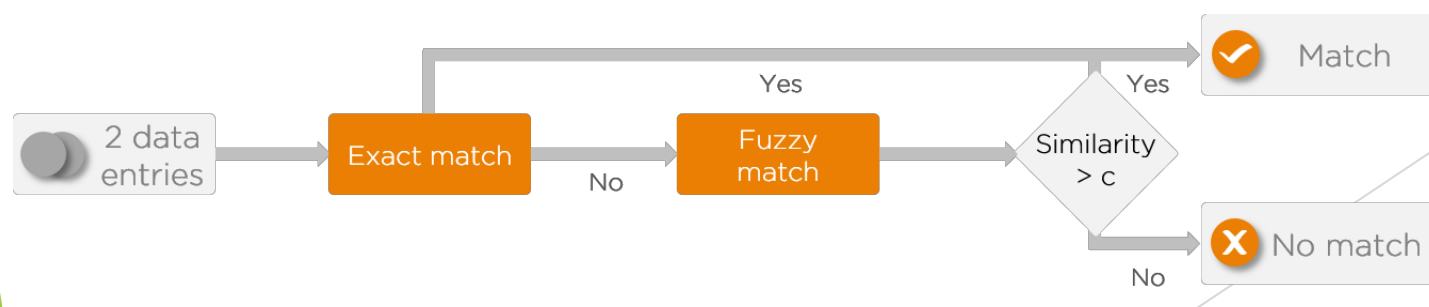 Match
Yes
Yes
2 data
entries
Exact match
No
Fuzzy
match
Similarity
> c
No match
No